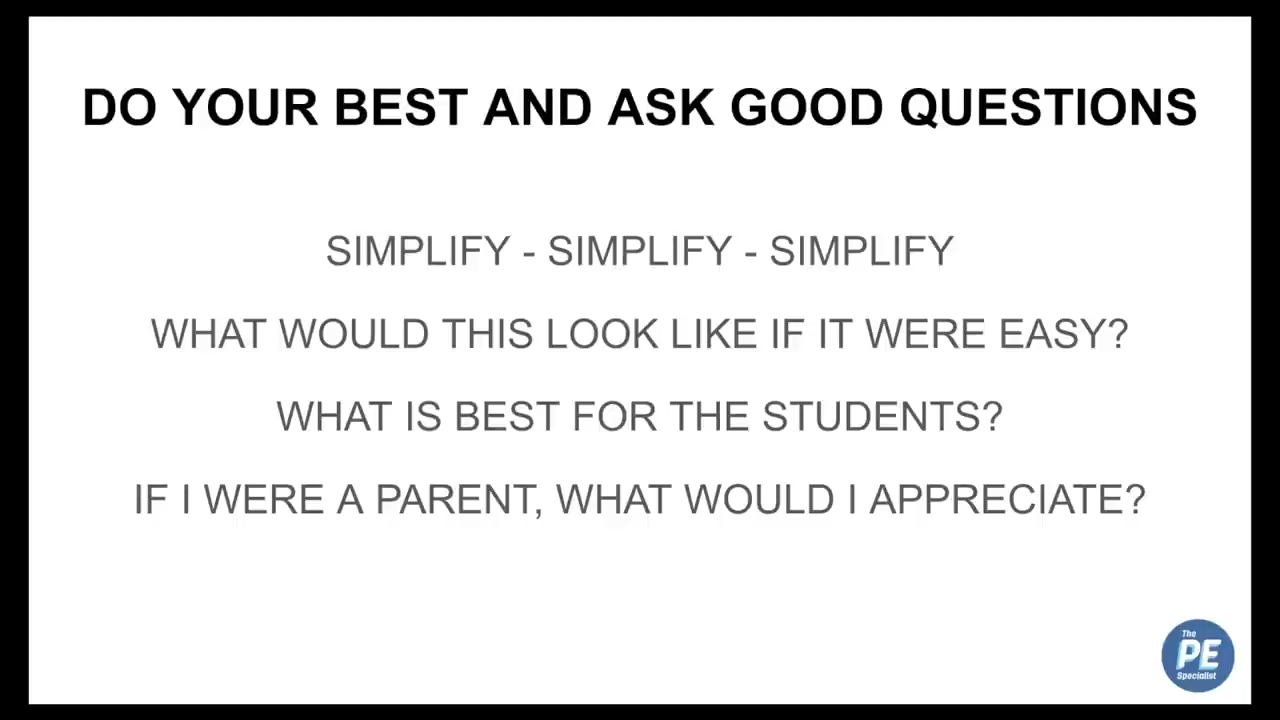 DO YOUR BEST AND ASK GOOD QUESTIONS
SIMPLIFY - SIMPLIFY - SIMPLIFY
WHAT WOULD THIS LOOK LIKE IF IT WERE EASY?
WHAT IS BEST FOR THE STUDENTS?
IF I WERE A PARENT, WHAT WOULD I APPRECIATE?
The
PE
Specialist